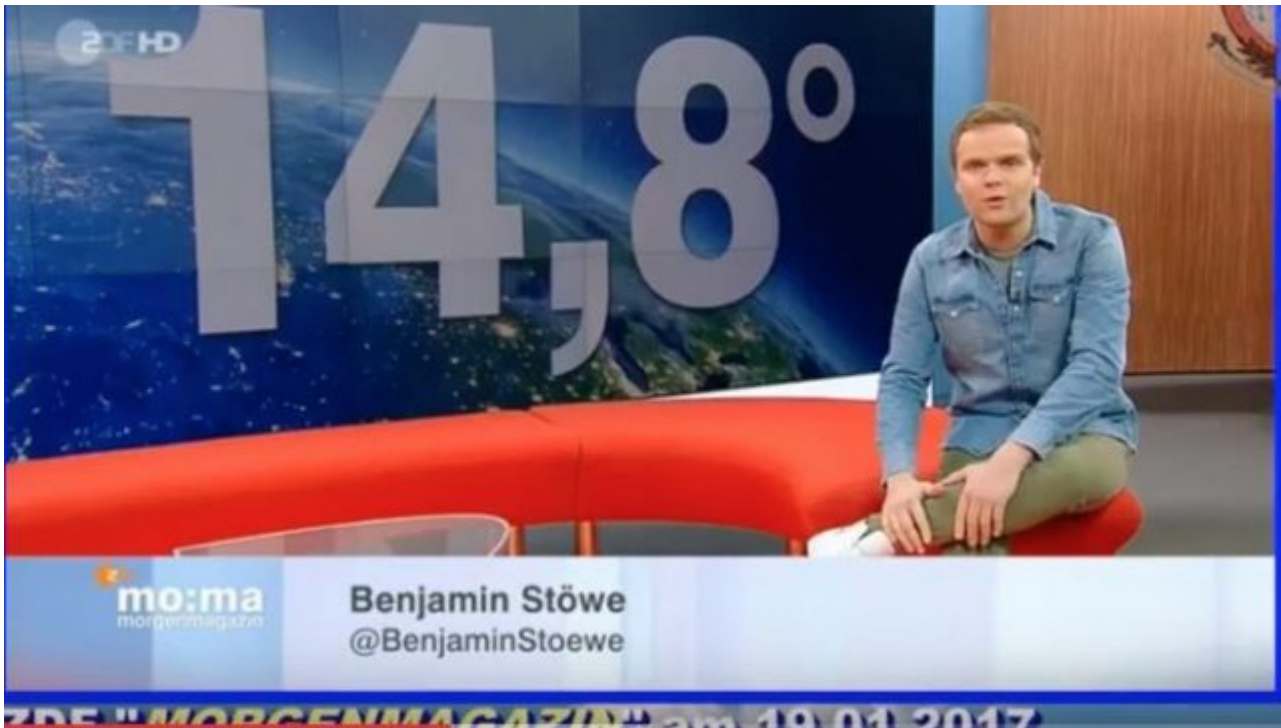 ZDF HD
14,8°
mo:ma
morgenmagazin
Benjamin Stöwe
@BenjaminStoewe
ZDF "MORGENMAGAZIN" am 19.01.2017